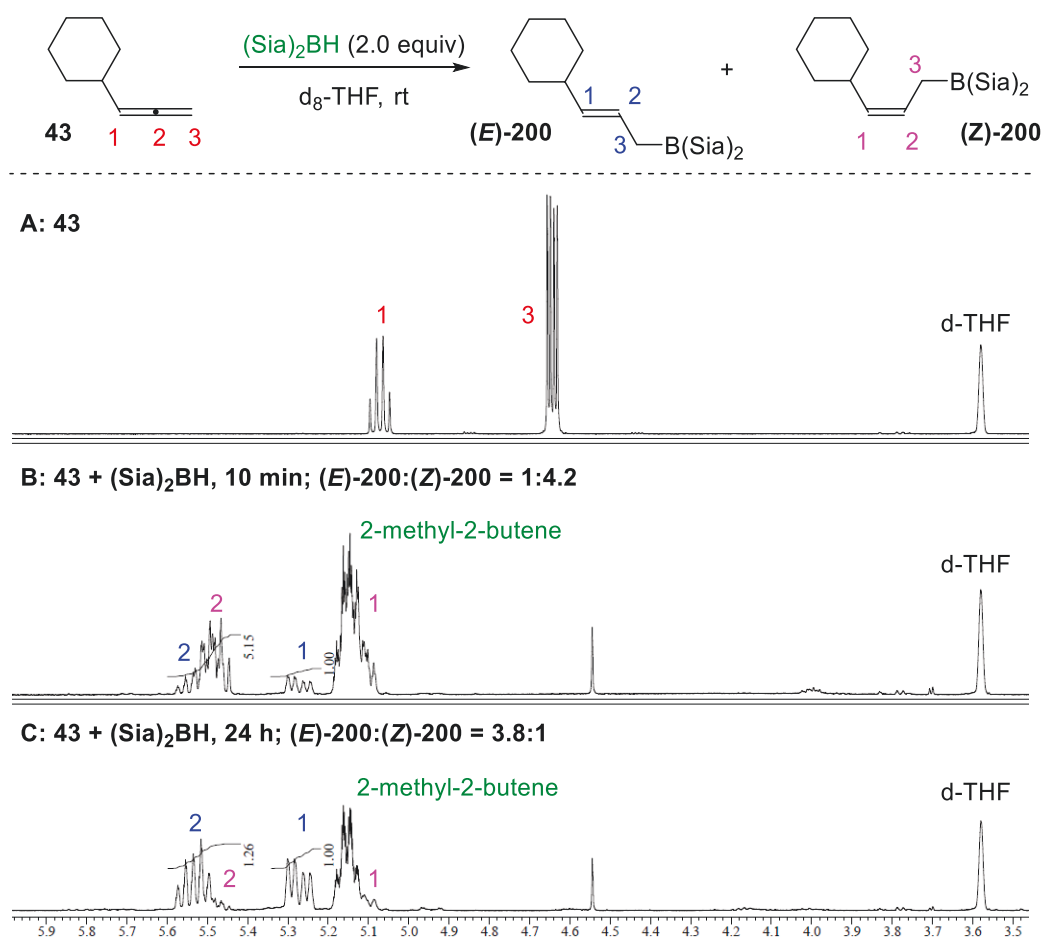 (Sia)2BH (2.0 equiv)
d8-THF, rt
43
1 2 3
1 2
3 B(Sia)2
(E)-200
+
3 B(Sia)2
1 2
(Z)-200
A: 43
1
3
d-THF
B: 43 + (Sia)2BH, 10 min; (E)-200:(Z)-200 = 1:4.2
2-methyl-2-butene
d-THF
2
2
5.15
1
1.00
1
C: 43 + (Sia)2BH, 24 h; (E)-200:(Z)-200 = 3.8:1
2-methyl-2-butene
d-THF
2
1.26
2
1
1.00
1
5.9 5.8 5.7 5.6 5.5 5.4 5.3 5.2 5.1 5.0 4.9 4.8 4.7 4.6 4.5 4.4 4.3 4.2 4.1 4.0 3.9 3.8 3.7 3.6 3.5